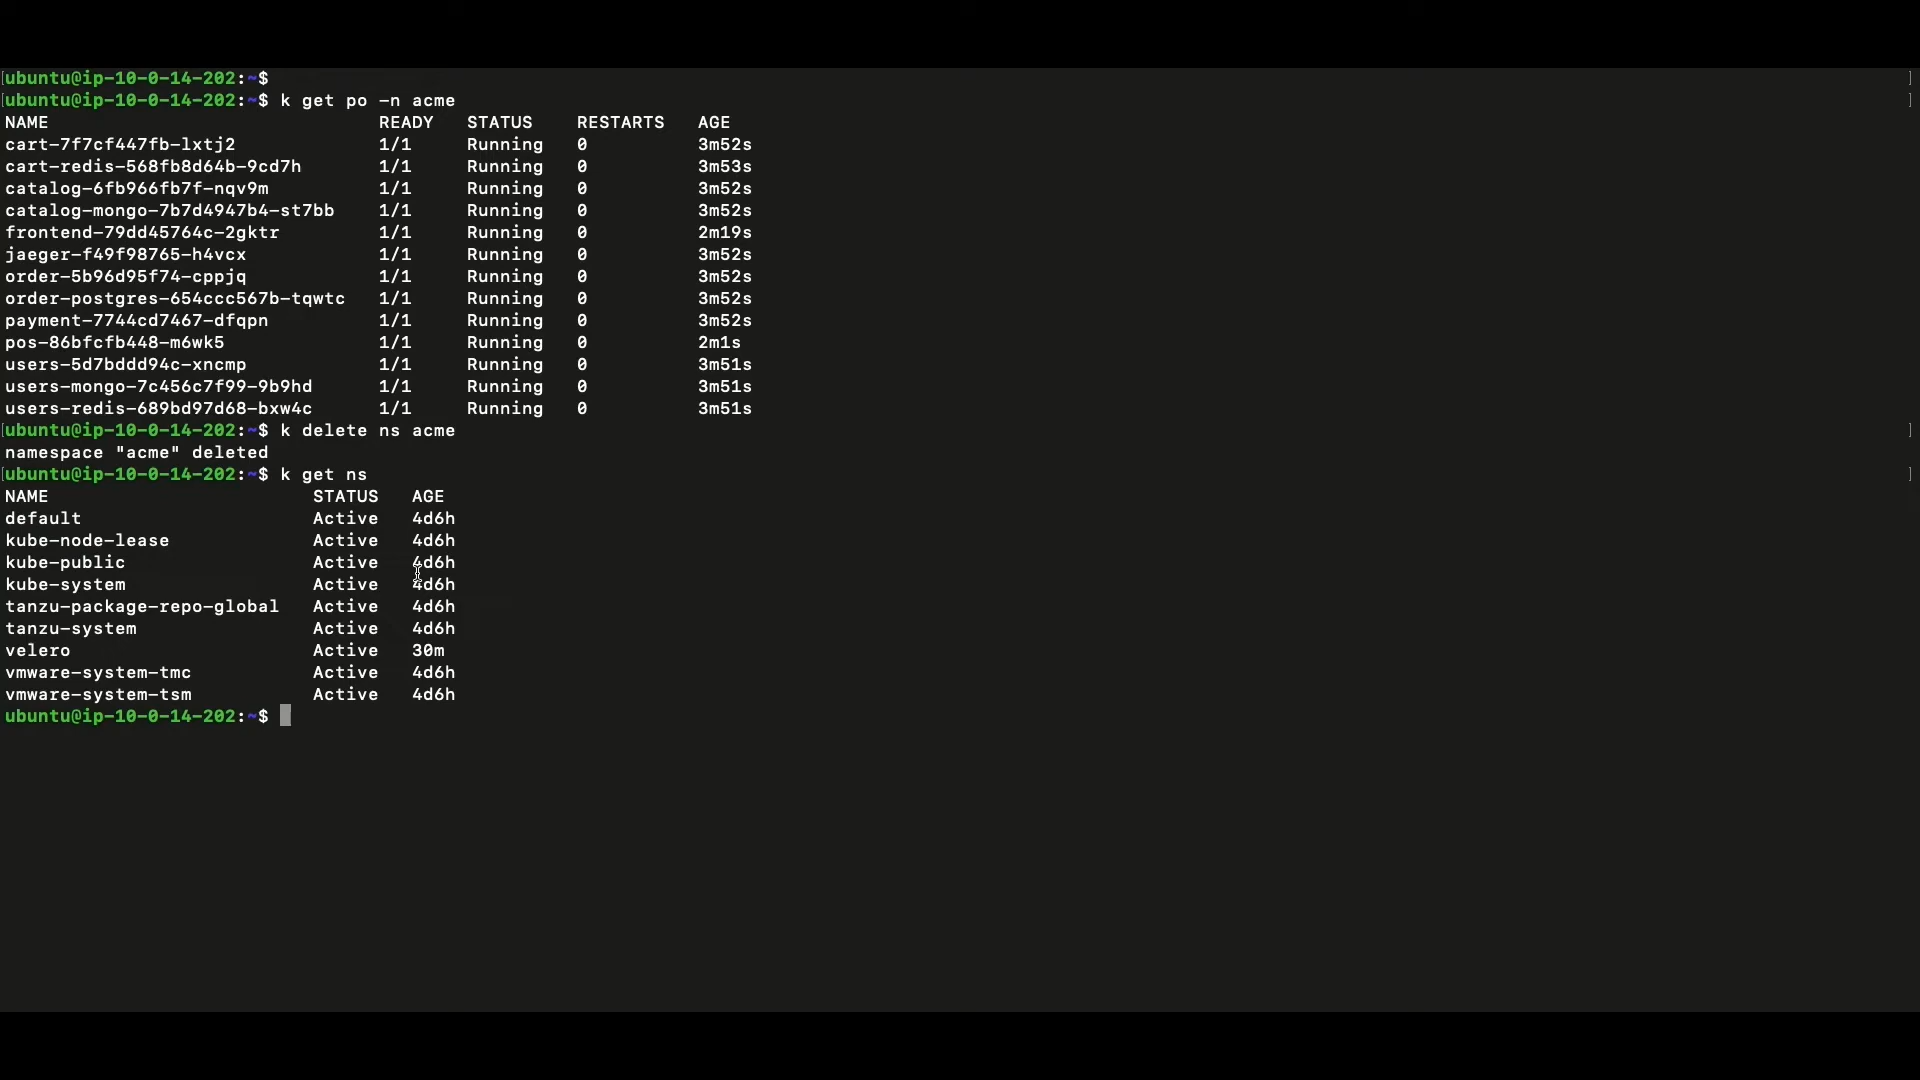 [ubuntu@ip-10-0-14-202:~$ ]
[ubuntu@ip-10-0-14-202:~$ k get po -n acme ]
NAME READY STATUS RESTARTS AGE
cart-7f7cf447fb-lxtj2 1/1 Running 0 3m52s
cart-redis-568fb8d64b-9cd7h 1/1 Running 0 3m53s
catalog-6fb966fb7f-nqv9m 1/1 Running 0 3m52s
catalog-mongo-7b7d4947b4-st7bb 1/1 Running 0 3m52s
frontend-79dd45764c-2gktr 1/1 Running 0 2m19s
jaeger-f49f98765-h4vcx 1/1 Running 0 3m52s
order-5b96d95f74-cppjq 1/1 Running 0 3m52s
order-postgres-654ccc567b-tqwtc 1/1 Running 0 3m52s
payment-7744cd7467-dfqpn 1/1 Running 0 3m52s
pos-86bfcfb448-m6wk5 1/1 Running 0 2m1s
users-5d7bddd94c-xncmp 1/1 Running 0 3m51s
users-mongo-7c456c7f99-9b9hd 1/1 Running 0 3m51s
users-redis-689bd97d68-bxw4c 1/1 Running 0 3m51s
[ubuntu@ip-10-0-14-202:~$ k delete ns acme ]
namespace "acme" deleted
[ubuntu@ip-10-0-14-202:~$ k get ns ]
NAME STATUS AGE
default Active 4d6h
kube-node-lease Active 4d6h
kube-public Active 4d6h
kube-system Active 4d6h
tanzu-package-repo-global Active 4d6h
tanzu-system Active 4d6h
velero Active 30m
vmware-system-tmc Active 4d6h
vmware-system-tsm Active 4d6h
ubuntu@ip-10-0-14-202:~$